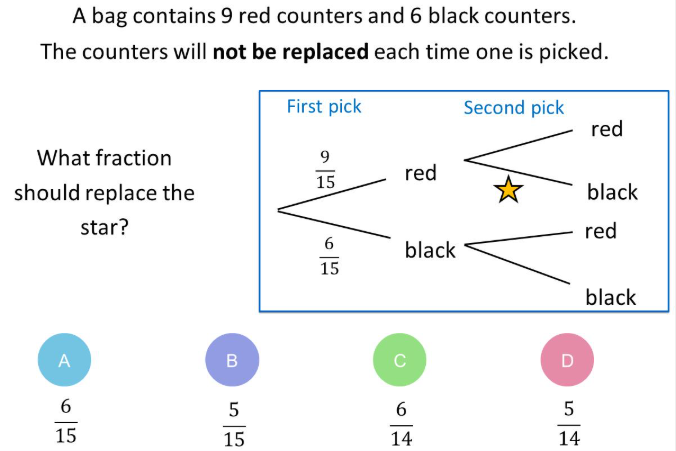 A bag contains 9 red counters and 6 black counters.
The counters will not be replaced each time one is picked.
What fraction
should replace the
star?
First pick
Second pick
9
15
red
6
15
black
red
black
red
black
A
6
15
B
5
15
C
6
14
D
5
14